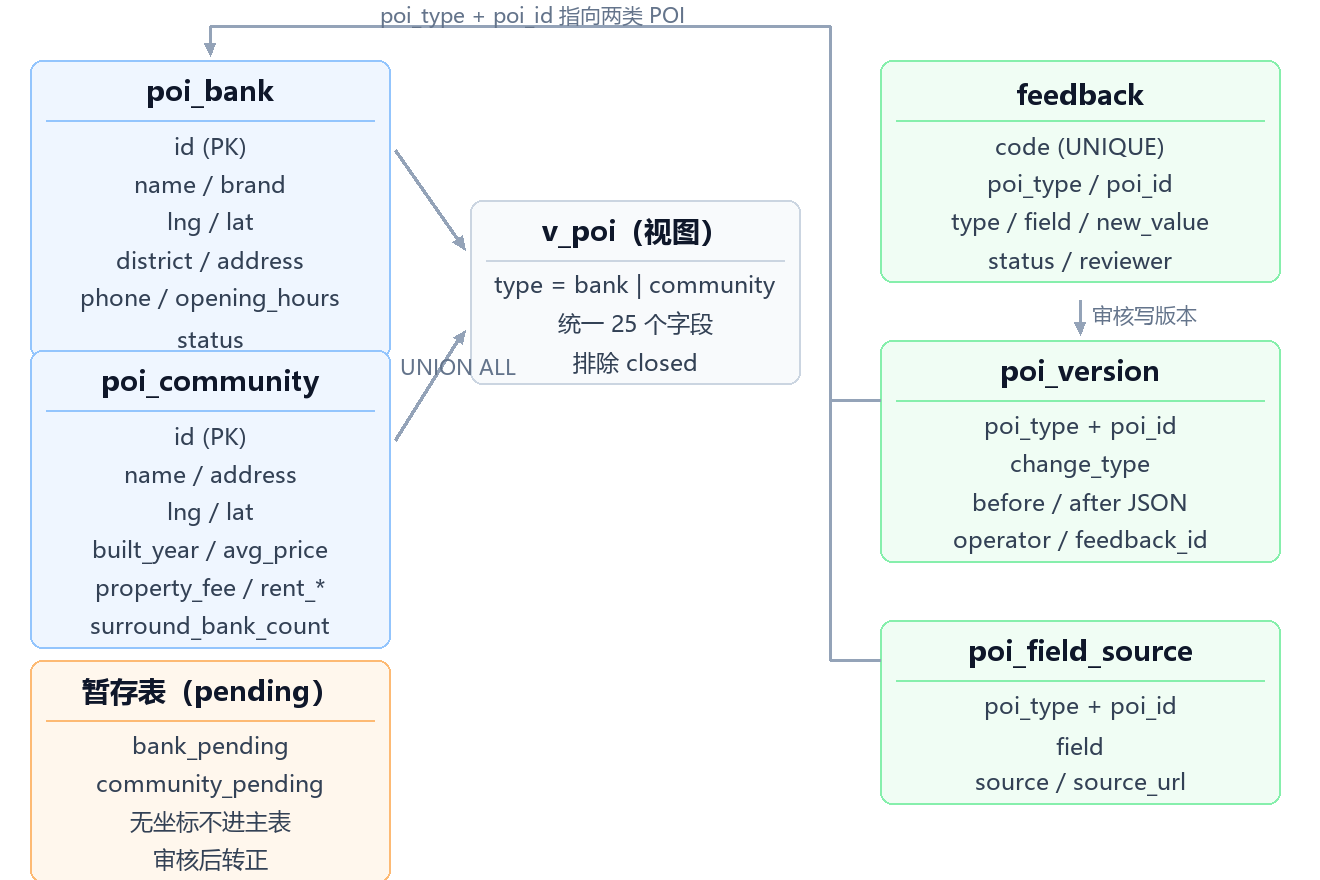 poi_type + poi_id 指向两类 POI
poi_bank
id (PK)
name / brand
lng / lat
district / address
phone / opening_hours
status
poi_community
id (PK)
name / address
lng / lat
built_year / avg_price
property_fee / rent_*
surround_bank_count
暂存表（pending）
bank_pending
community_pending
无坐标不进主表
审核后转正
UNION ALL
v_poi（视图）
type = bank | community
统一 25 个字段
排除 closed
feedback
code (UNIQUE)
poi_type / poi_id
type / field / new_value
status / reviewer
审核写版本
poi_version
poi_type + poi_id
change_type
before / after JSON
operator / feedback_id
poi_field_source
poi_type + poi_id
field
source / source_url